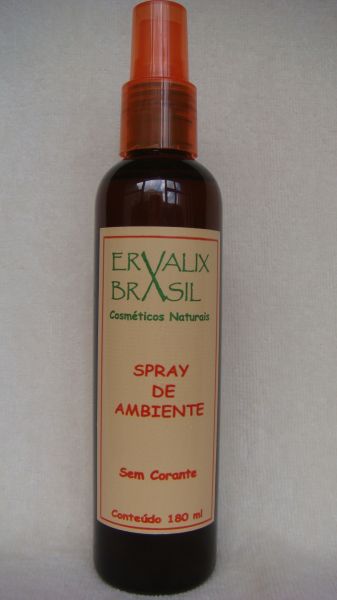 ERVALIX
BRASIL
Cosméticos Naturais
SPRAY
DE
AMBIENTE
Sem Corante
Conteúdo 180 ml